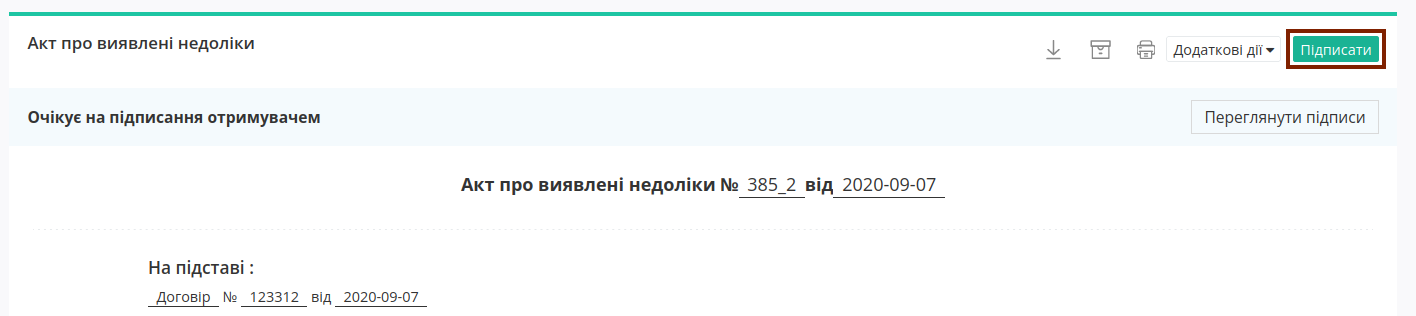 Акт про виявлені недоліки
Додаткові дії
Підписати
Очікує на підписання отримувачем
Переглянути підписи
Акт про виявлені недоліки № 385_2 від 2020-09-07
На підставі :
Договір № 123312 від 2020-09-07